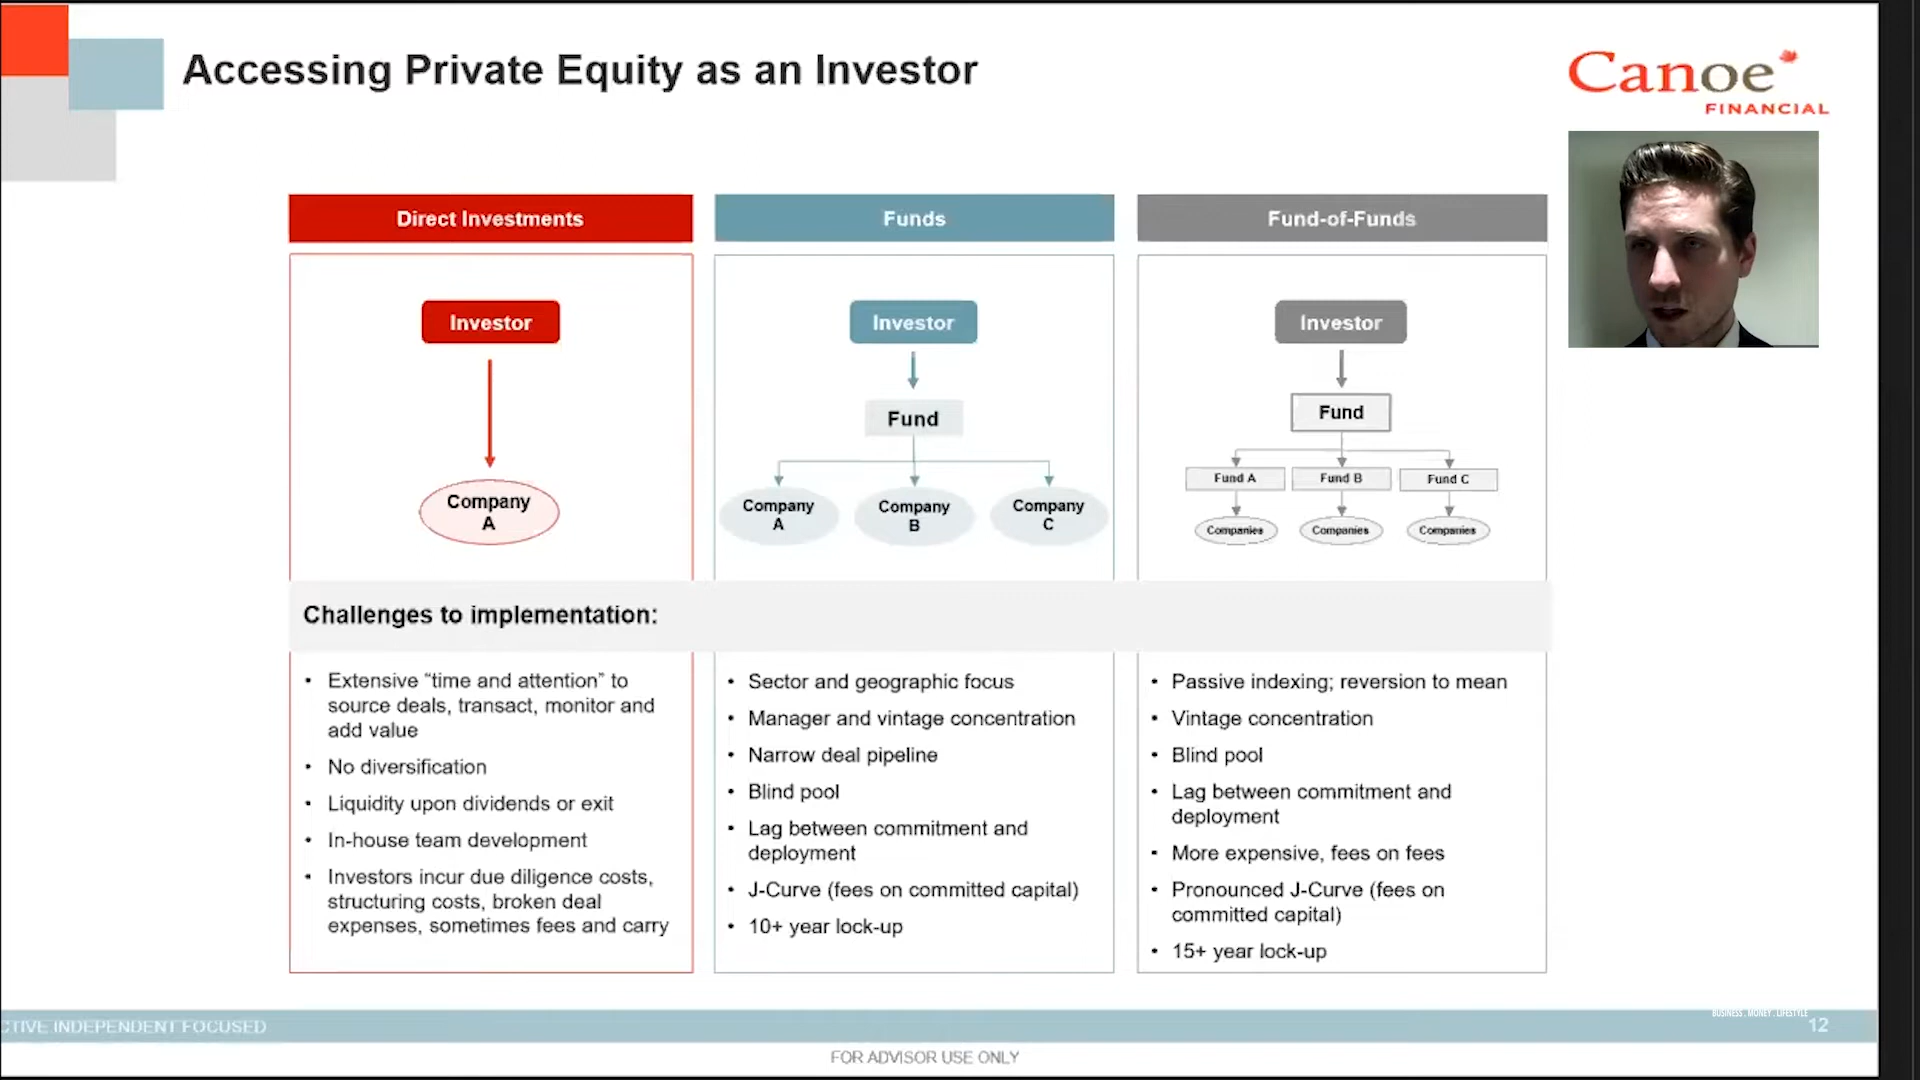 Accessing Private Equity as an Investor
Canoe
FINANCIAL
Direct Investments
Funds
Fund-of-Funds
Investor
Company
A
Investor
Fund
Company
A
Company
B
Company
C
Investor
Fund
Fund A
Fund B
Fund C
Companies
Companies
Companies
Challenges to implementation:
• Extensive “time and attention” to
source deals, transact, monitor and
add value
• No diversification
• Liquidity upon dividends or exit
• In-house team development
• Investors incur due diligence costs,
structuring costs, broken deal
expenses, sometimes fees and carry
• Sector and geographic focus
• Manager and vintage concentration
• Narrow deal pipeline
• Blind pool
• Lag between commitment and
deployment
• J-Curve (fees on committed capital)
• 10+ year lock-up
• Passive indexing; reversion to mean
• Vintage concentration
• Blind pool
• Lag between commitment and
deployment
• More expensive, fees on fees
• Pronounced J-Curve (fees on
committed capital)
• 15+ year lock-up
CTIVE INDEPENDENT FOCUSED
BUSINESS . MONEY . LIFESTYLE
12
FOR ADVISOR USE ONLY